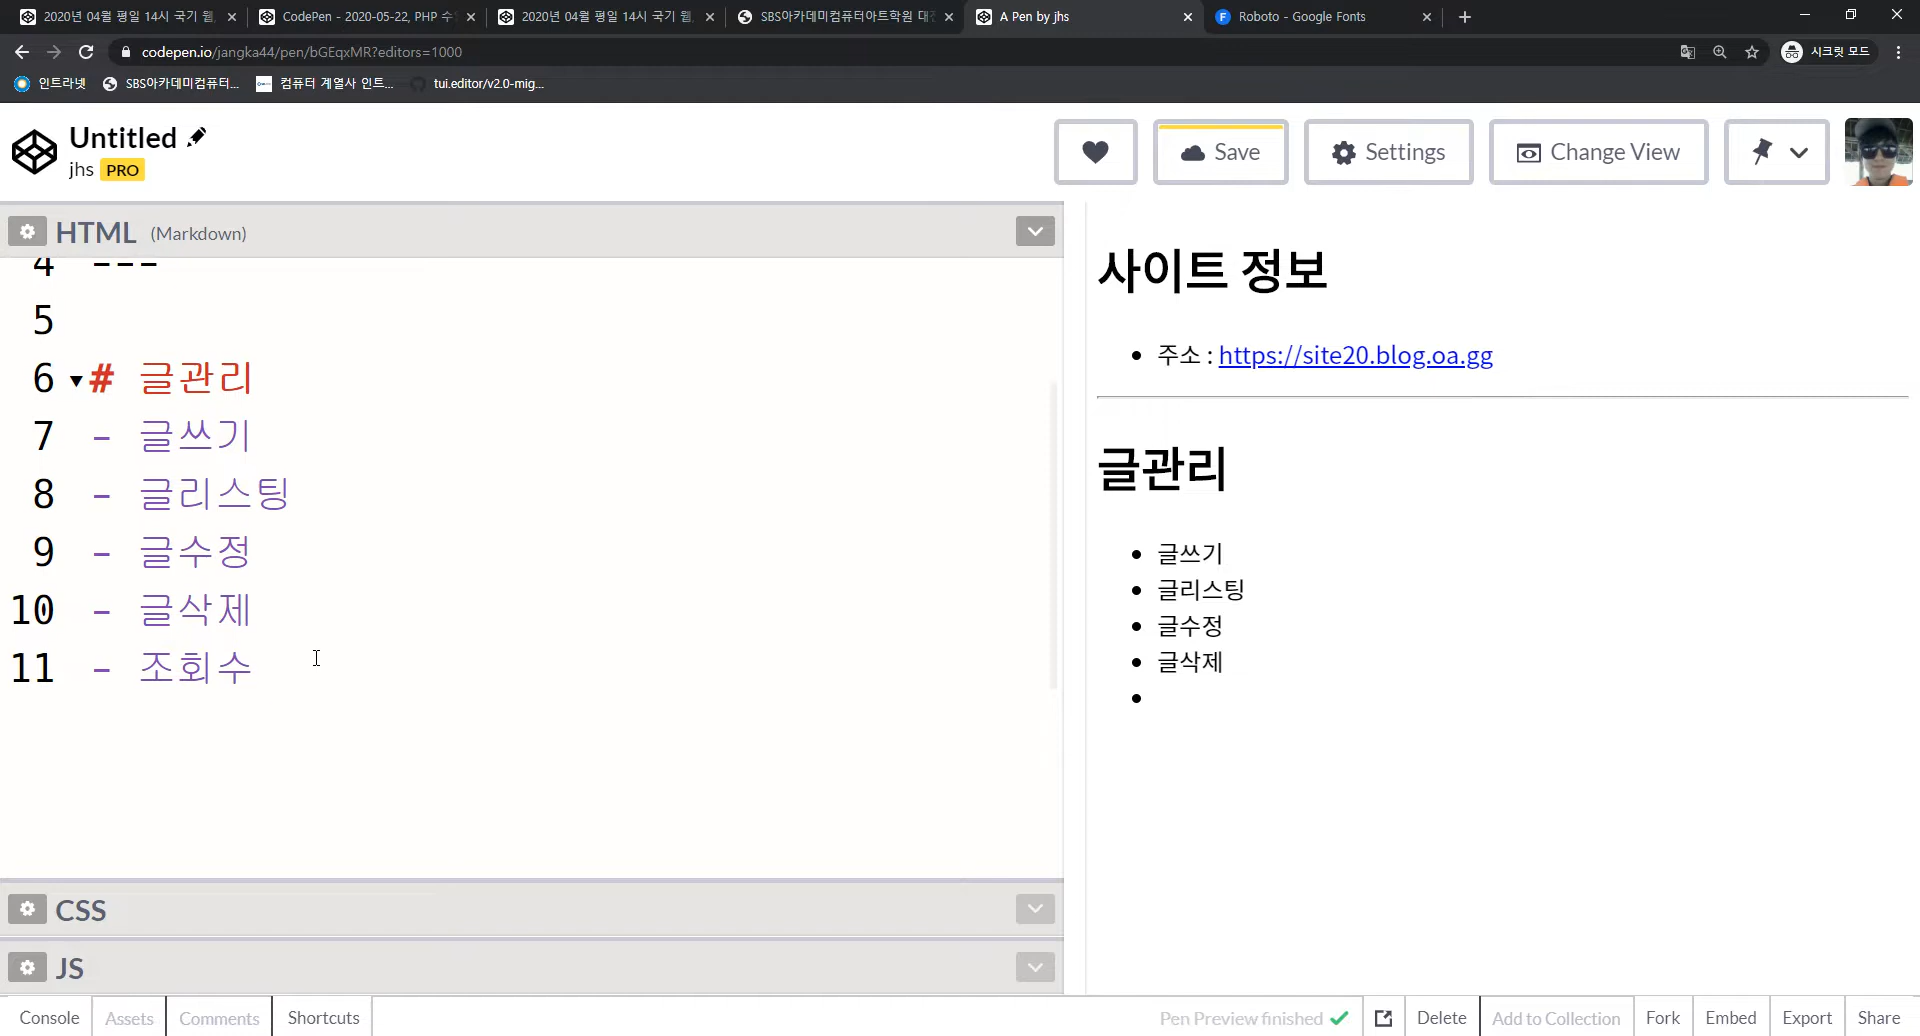 2020년 04월 평일 14시 국기 웹
CodePen - 2020-05-22, PHP 수
2020년 04월 평일 14시 국기 웹
SBS아카데미컴퓨터아트학원 대전
A Pen by jhs
Roboto - Google Fonts
codepen.io/jangka44/pen/bGEqxMR?editors=1000
시크릿 모드
인트라넷
SBS아카데미컴퓨터...
컴퓨터 계열사 인트...
tui.editor/v2.0-mig...
Untitled
jhs PRO
Save
Settings
Change View
HTML (Markdown)
4 ---
5
6 # 글관리
7 - 글쓰기
8 - 글리스팅
9 - 글수정
10 - 글삭제
11 - 조회수
사이트 정보
주소 : https://site20.blog.oa.gg
글관리
글쓰기
글리스팅
글수정
글삭제
CSS
JS
Console
Assets
Comments
Shortcuts
Pen Preview finished
Delete
Add to Collection
Fork
Embed
Export
Share